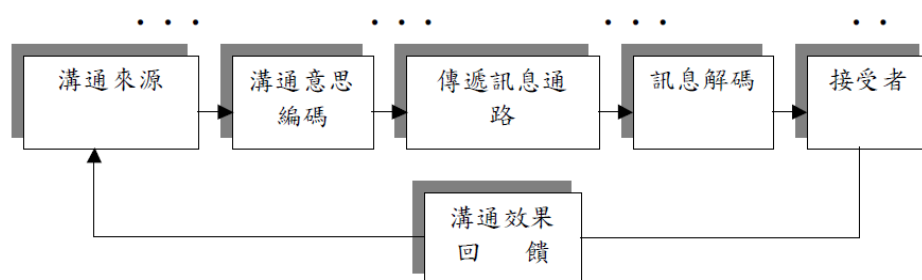 溝通來源
溝通意思
編碼
傳遞訊息通
路
訊息解碼
接受者
溝通效果
回 饋